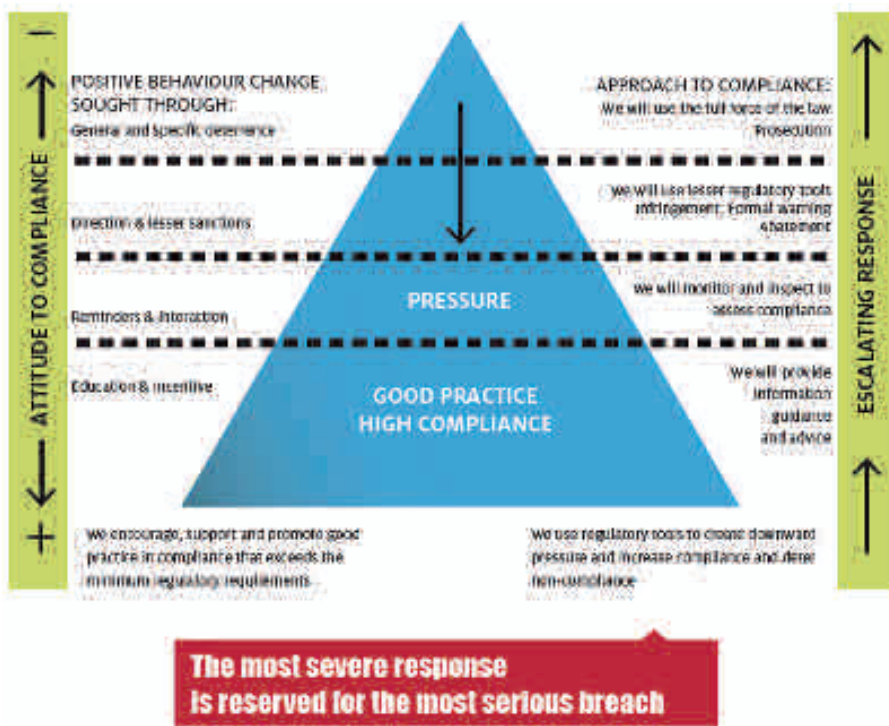 −
ATTITUDE TO COMPLIANCE
+
POSITIVE BEHAVIOUR CHANGE
SOUGHT THROUGH:
General and Specific deterrence
Direction & lesser sanctions
Reminders & Interaction
Education & Incentive
PRESSURE
GOOD PRACTICE
HIGH COMPLIANCE
APPROACH TO COMPLIANCE:
We will use the full force of the law
Prosecution
We will use lesser regulatory tools
Infringement, Formal warning
Abatement
We will monitor and inspect to
assess compliance
We will provide
information
guidance
and advice
ESCALATING RESPONSE
We encourage, support and promote good
practice in compliance that exceeds the
minimum regulatory requirements
We use regulatory tools to create downward
pressure and increase compliance and deter
non-compliance
The most severe response
is reserved for the most serious breach